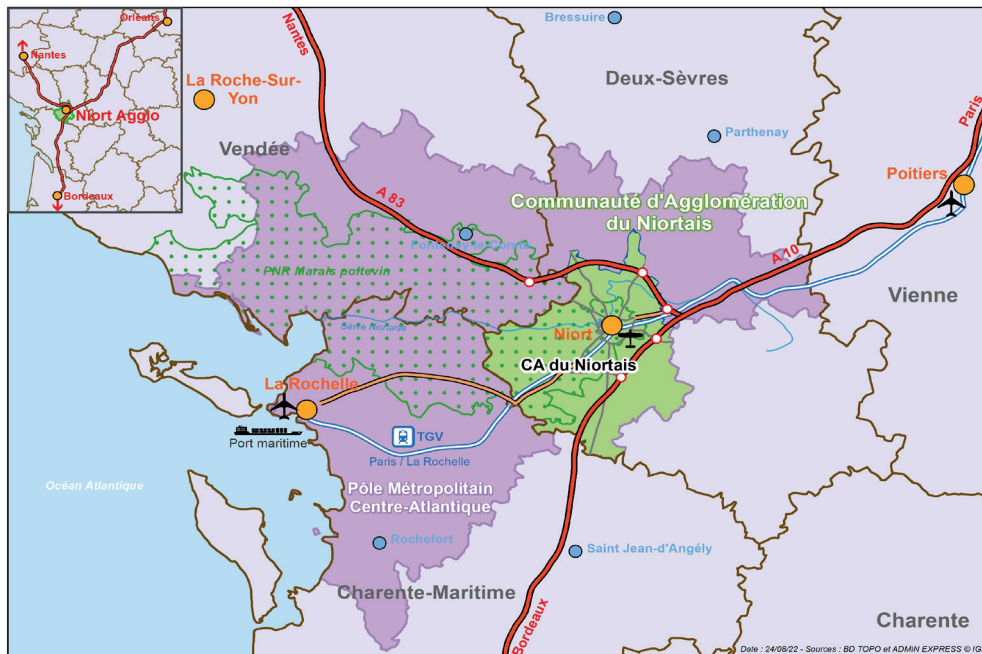 Orléans
Nantes
Niort Agglo
Bordeaux
Nantes
Bressuire
Deux-Sèvres
La Roche-Sur-
Yon
Vendée
Parthenay
Paris
Poitiers
A 83
Communauté d'Agglomération
du Niortais
Fontenay-le-Comte
A 10
PNR Marais poitevin
Vienne
Sèvre Niortaise
Niort
CA du Niortais
La Rochelle
Port maritime
TGV
Paris / La Rochelle
Océan Atlantique
Pôle Métropolitain
Centre-Atlantique
Rochefort
Saint Jean-d'Angély
Charente-Maritime
Bordeaux
Charente
Date : 24/08/22 - Sources : BD TOPO et ADMIN EXPRESS © IG